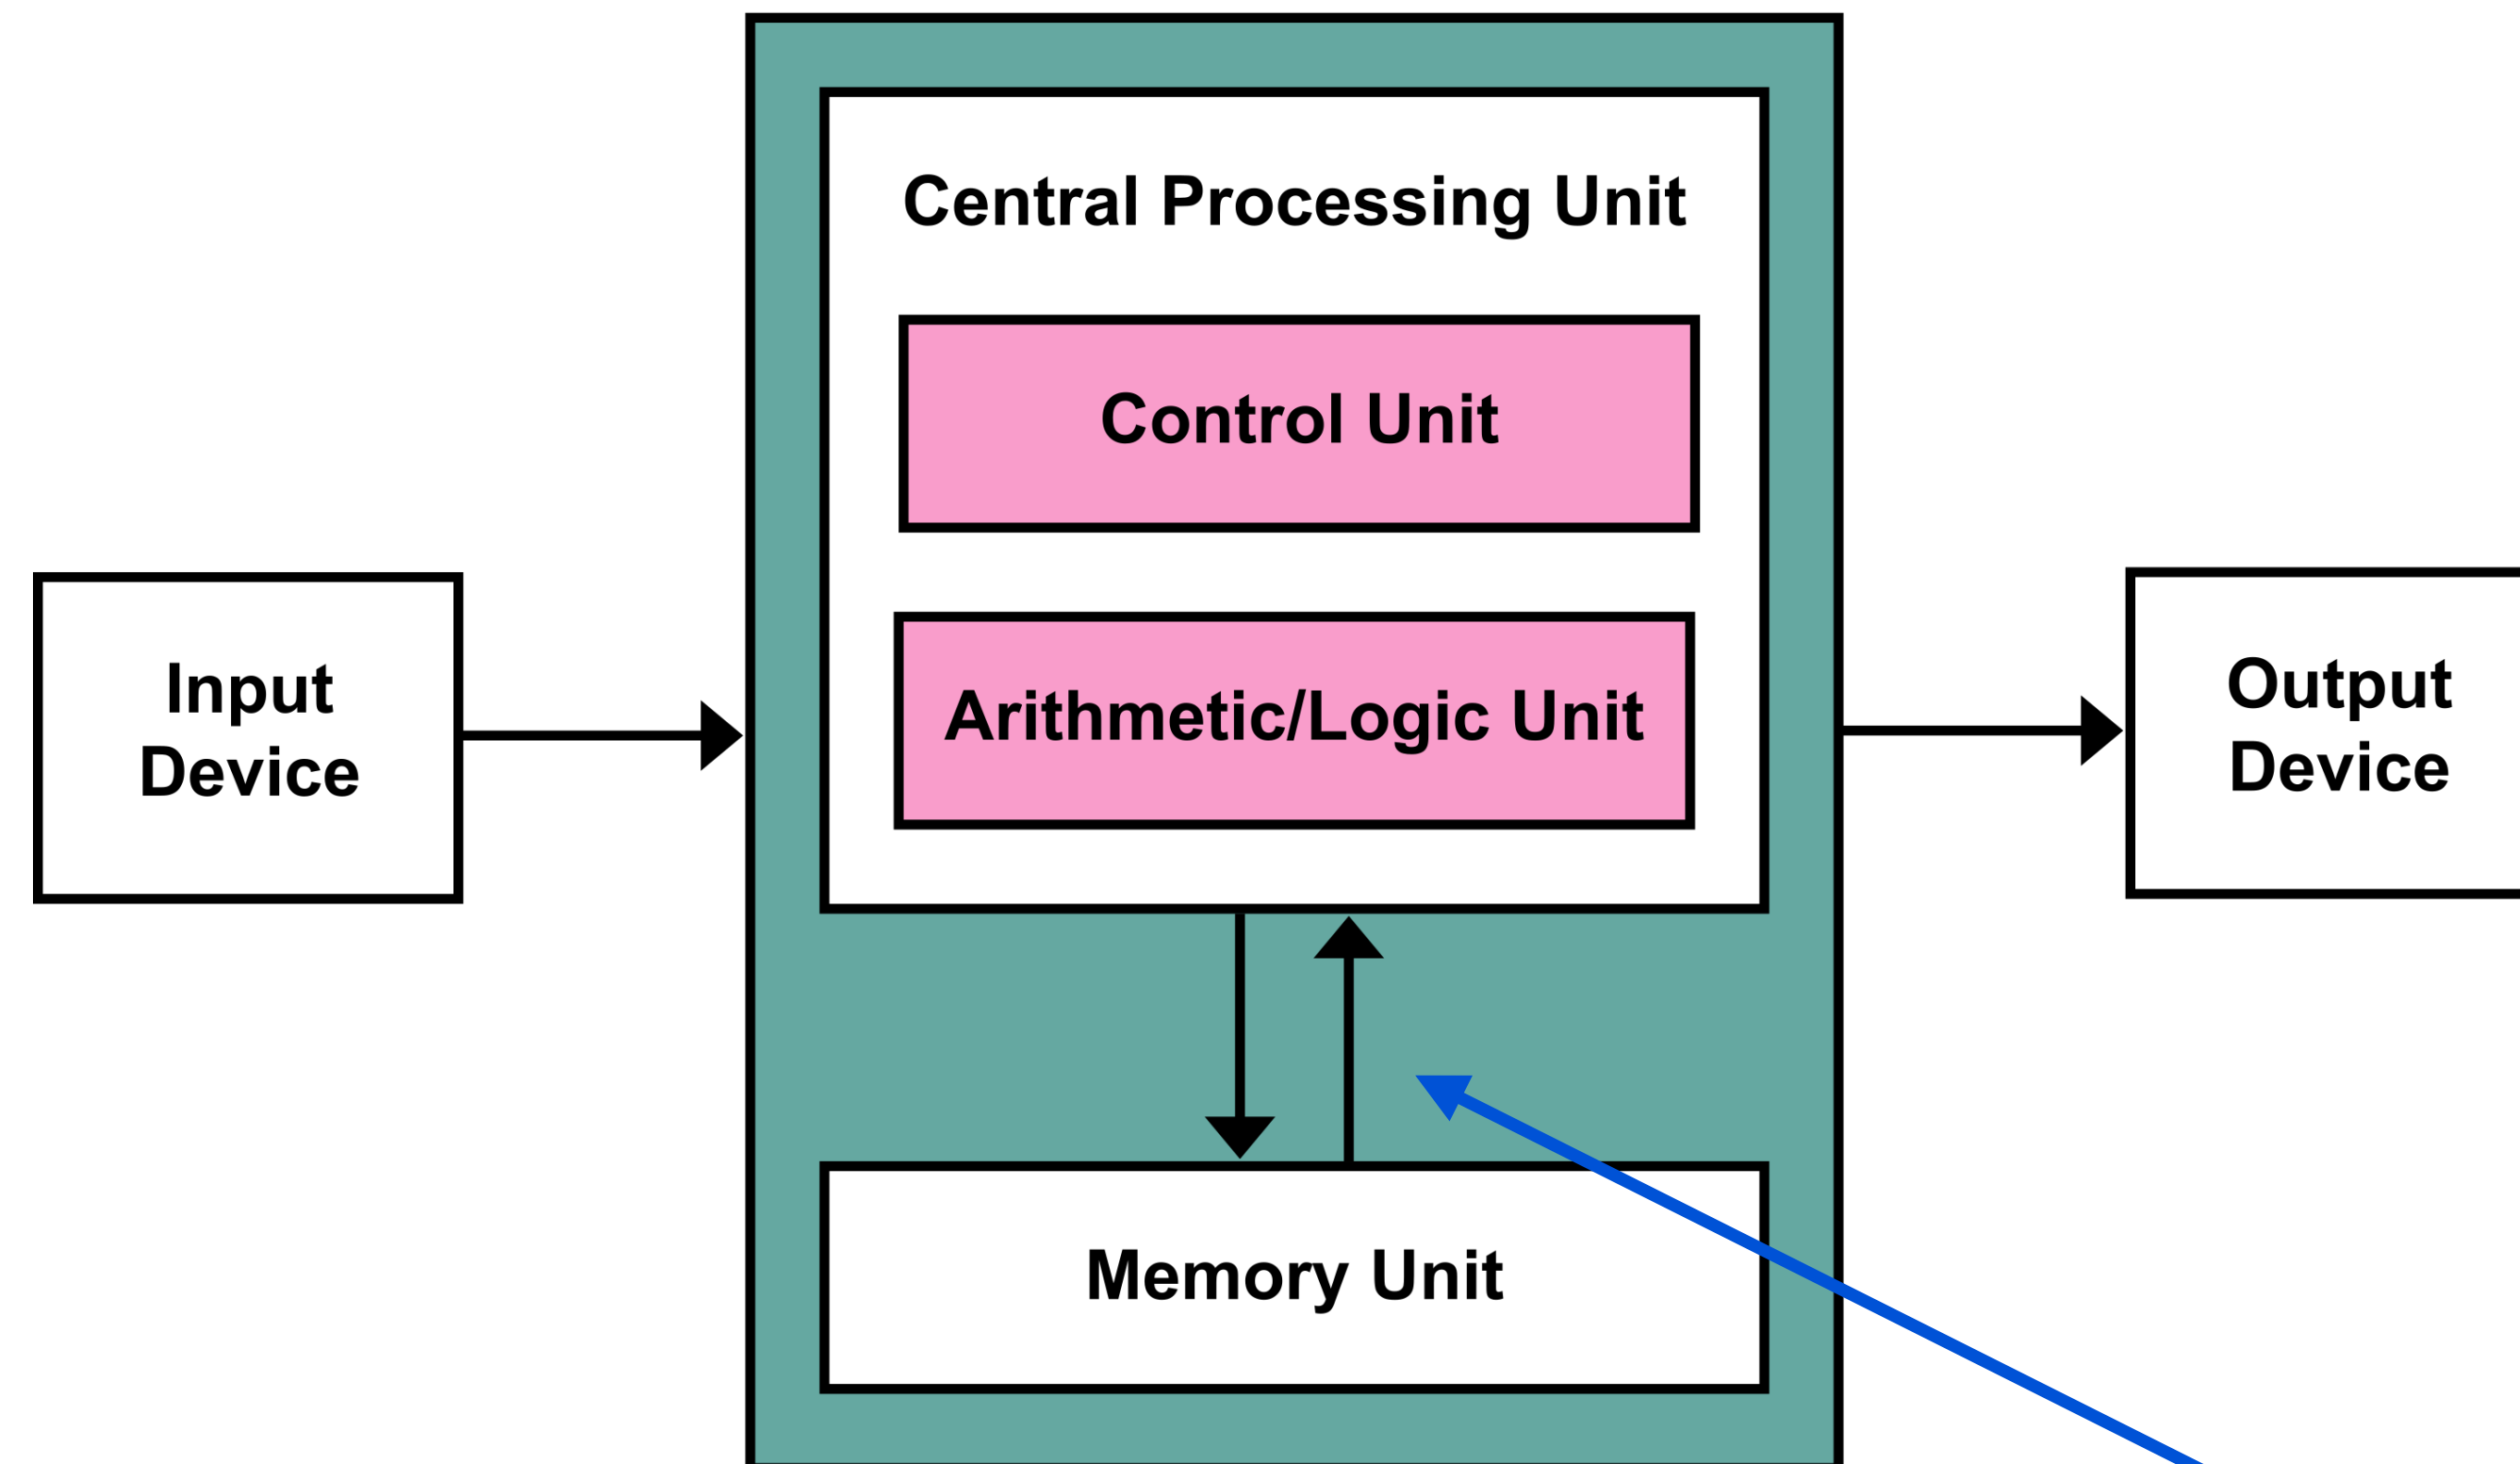 Central Processing Unit
Control Unit
Input
Device
Arithmetic/Logic Unit
Output
Device
Memory Unit